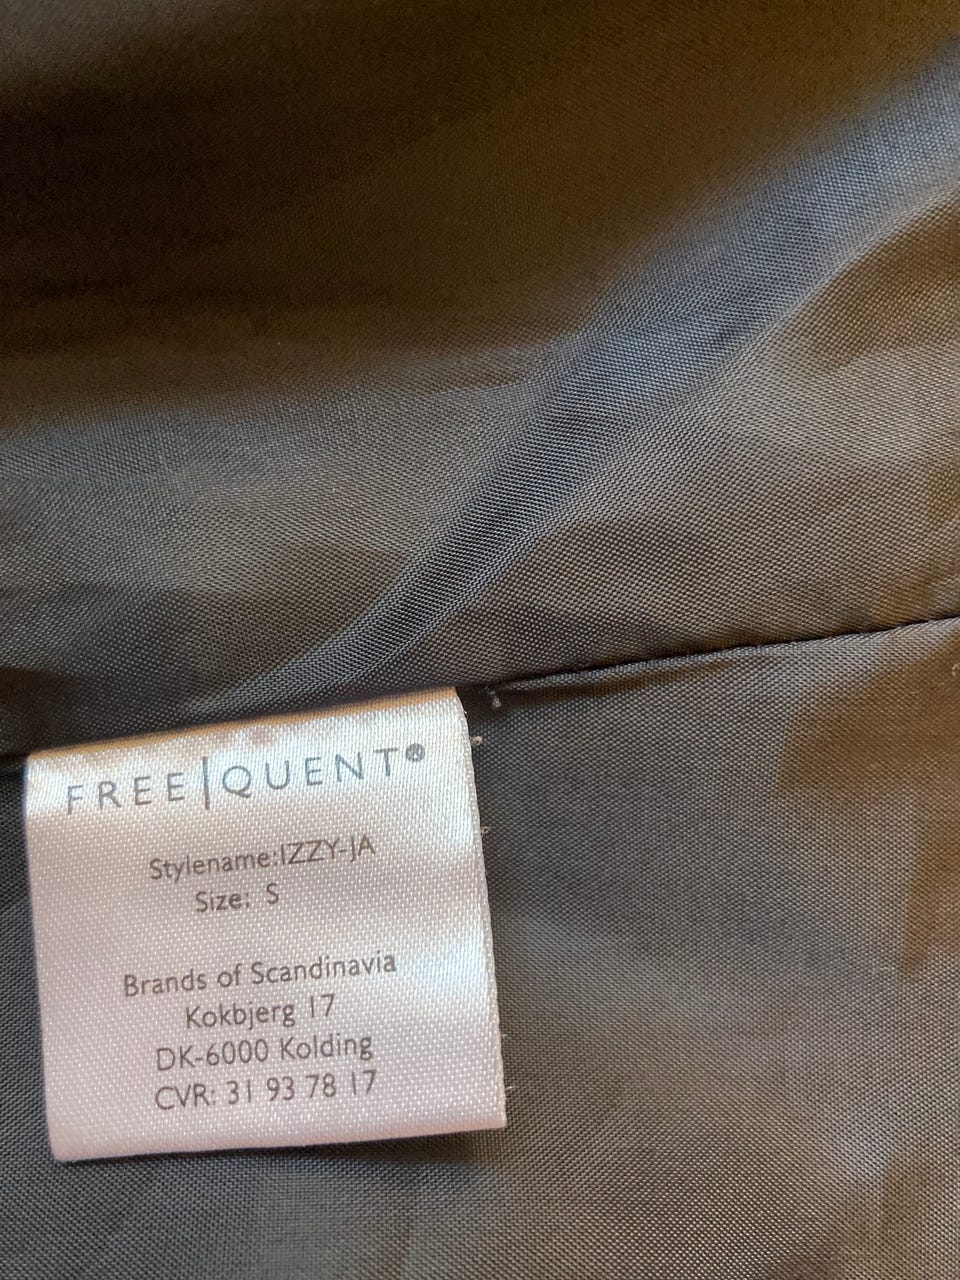 FREE|QUENT®
Stylename:IZZY-JA
Size: S
Brands of Scandinavia
Kokbjerg 17
DK-6000 Kolding
CVR: 31 93 78 17